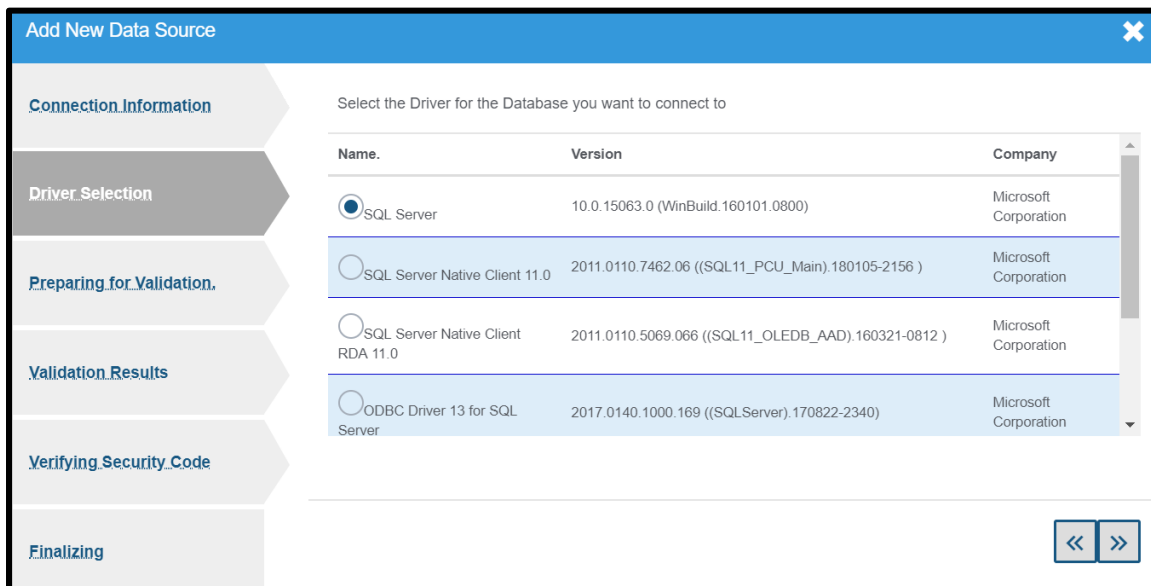 Add New Data Source
Connection Information
Driver Selection
Preparing for Validation.
Validation Results
Verifying Security Code
Finalizing
Select the Driver for the Database you want to connect to
Name. Version Company
SQL Server 10.0.15063.0 (WinBuild.160101.0800) Microsoft
Corporation
SQL Server Native Client 11.0 2011.0110.7462.06 ((SQL11_PCU_Main).180105-2156 ) Microsoft
Corporation
SQL Server Native Client 2011.0110.5069.066 ((SQL11_OLEDB_AAD).160321-0812 ) Microsoft
RDA 11.0 Corporation
ODBC Driver 13 for SQL 2017.0140.1000.169 ((SQLServer).170822-2340) Microsoft
Server Corporation